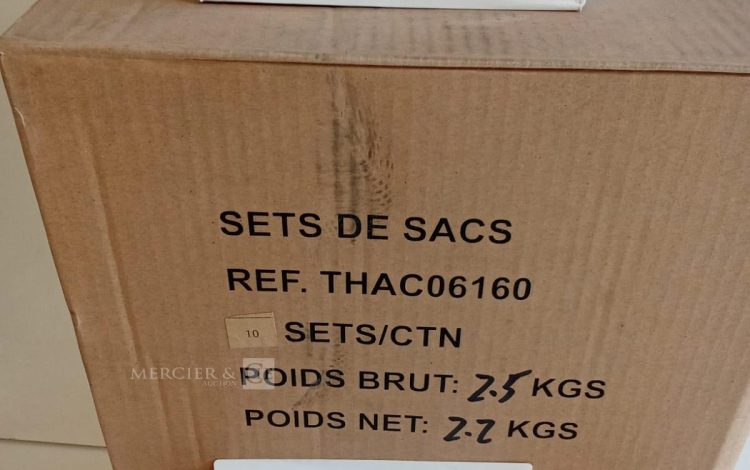 SETS DE SACS
REF. THAC06160
10 SETS/CTN
MERCIER & C
AUCTION
POIDS BRUT: 2.5 KGS
POIDS NET: 2.2 KGS